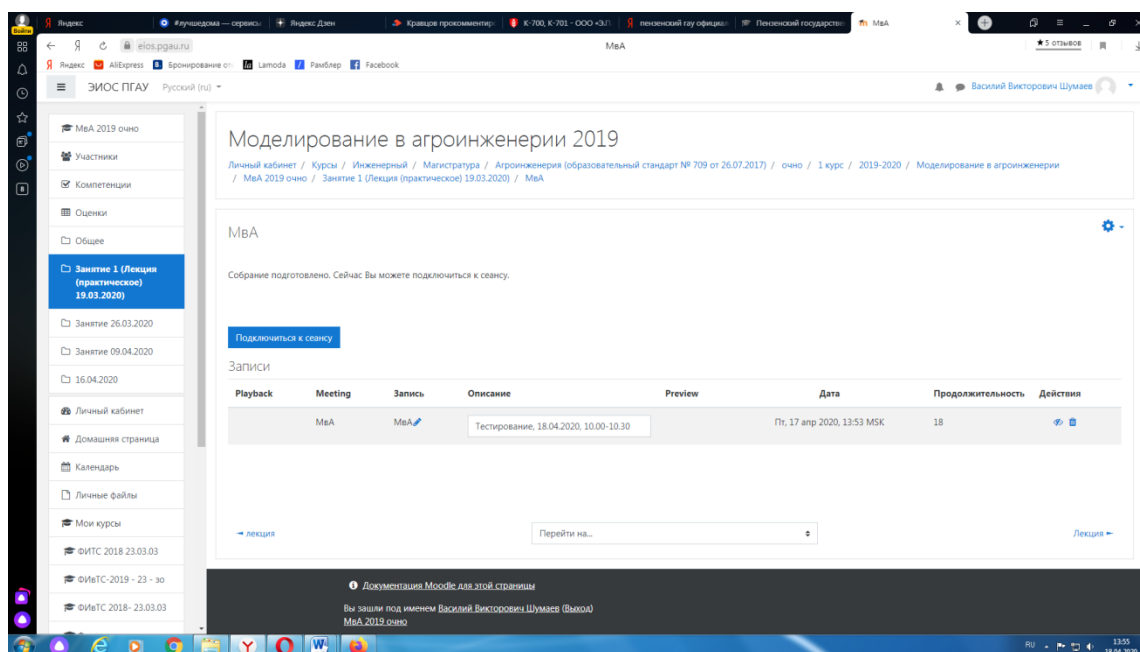 Войти
Яндекс
#лучшедома — сервисы
Яндекс Дзен
Кравцов прокомментир
К-700, К-701 - ООО «З.П
пензенский гау официал
Пензенский государстве
МвА
eios.pgau.ru
МвА
★ 5 отзывов
Яндекс
AliExpress
Бронирование от
Lamoda
Рамблер
Facebook
ЭИОС ПГАУ
Русский (ru)
Василий Викторович Шумаев
МвА 2019 очно
Участники
Компетенции
Оценки
Общее
Занятие 1 (Лекция
(практическое)
19.03.2020)
Занятие 26.03.2020
Занятие 09.04.2020
16.04.2020
Личный кабинет
Домашняя страница
Календарь
Личные файлы
Мои курсы
ФИТС 2018 23.03.03
ФИвТС-2019 - 23 - зо
ФИвТС 2018- 23.03.03
Моделирование в агроинженерии 2019
Личный кабинет / Курсы / Инженерный / Магистратура / Агроинженерия (образовательный стандарт № 709 от 26.07.2017) / очно / 1 курс / 2019-2020 / Моделирование в агроинженерии
/ МвА 2019 очно / Занятие 1 (Лекция (практическое) 19.03.2020) / МвА
МвА
Собрание подготовлено. Сейчас Вы можете подключиться к сеансу.
Подключиться к сеансу
Записи
Playback Meeting Запись Описание Preview Дата Продолжительность Действия
МвА МвА Тестирование, 18.04.2020, 10.00-10.30 Пт, 17 апр 2020, 13:53 MSK 18
◄ лекция
Перейти на...
Лекция ►
Документация Moodle для этой страницы
Вы зашли под именем Василий Викторович Шумаев (Выход)
МвА 2019 очно
RU
13:55
18.04.2020